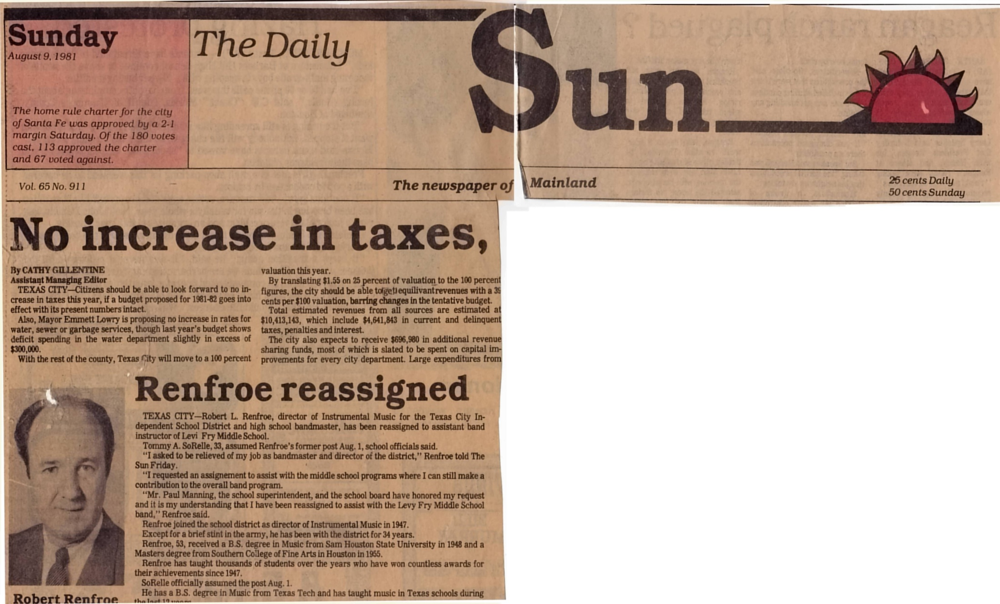 Sunday
August 9, 1981
The home rule charter for the city
of Santa Fe was approved by a 2-1
margin Saturday. Of the 180 votes
cast, 113 approved the charter
and 67 voted against.
The Daily
Sun
Vol. 65 No. 911
The newspaper of Mainland
25 cents Daily
50 cents Sunday
No increase in taxes,
By CATHY GILLENTINE
Assistant Managing Editor
TEXAS CITY—Citizens should be able to look forward to no in-
crease in taxes this year, if a budget proposed for 1981-82 goes into
effect with its present numbers intact.
Also, Mayor Emmett Lowry is proposing no increase in rates for
water, sewer or garbage services, though last year's budget shows
deficit spending in the water department slightly in excess of
$300,000.
With the rest of the county, Texas City will move to a 100 percent
valuation this year.
By translating $1.55 on 25 percent of valuation to the 100 percent
figures, the city should be able to get equilivant revenues with a 39
cents per $100 valuation, barring changes in the tentative budget.
Total estimated revenues from all sources are estimated at
$10,413,143, which include $4,641,843 in current and delinquent
taxes, penalties and interest.
The city also expects to receive $696,980 in additional revenue
sharing funds, most of which is slated to be spent on capital im-
provements for every city department. Large expenditures from
Renfroe reassigned
TEXAS CITY—Robert L. Renfroe, director of Instrumental Music for the Texas City In-
dependent School District and high school bandmaster, has been reassigned to assistant band
instructor of Levi Fry Middle School.
Tommy A. SoRelle, 33, assumed Renfroe's former post Aug. 1, school officials said.
"I asked to be relieved of my job as bandmaster and director of the district," Renfroe told The
Sun Friday.
"I requested an assignement to assist with the middle school programs where I can still make a
contribution to the overall band program.
"Mr. Paul Manning, the school superintendent, and the school board have honored my request
and it is my understanding that I have been reassigned to assist with the Levy Fry Middle School
band," Renfroe said.
Renfroe joined the school district as director of Instrumental Music in 1947.
Except for a brief stint in the army, he has been with the district for 34 years.
Renfroe, 53, received a B.S. degree in Music from Sam Houston State University in 1948 and a
Masters degree from Southern College of Fine Arts in Houston in 1955.
Renfroe has taught thousands of students over the years who have won countless awards for
their achievements since 1947.
SoRelle officially assumed the post Aug. 1.
He has a B.S. degree in Music from Texas Tech and has taught music in Texas schools during
the last 12 years
Robert Renfroe